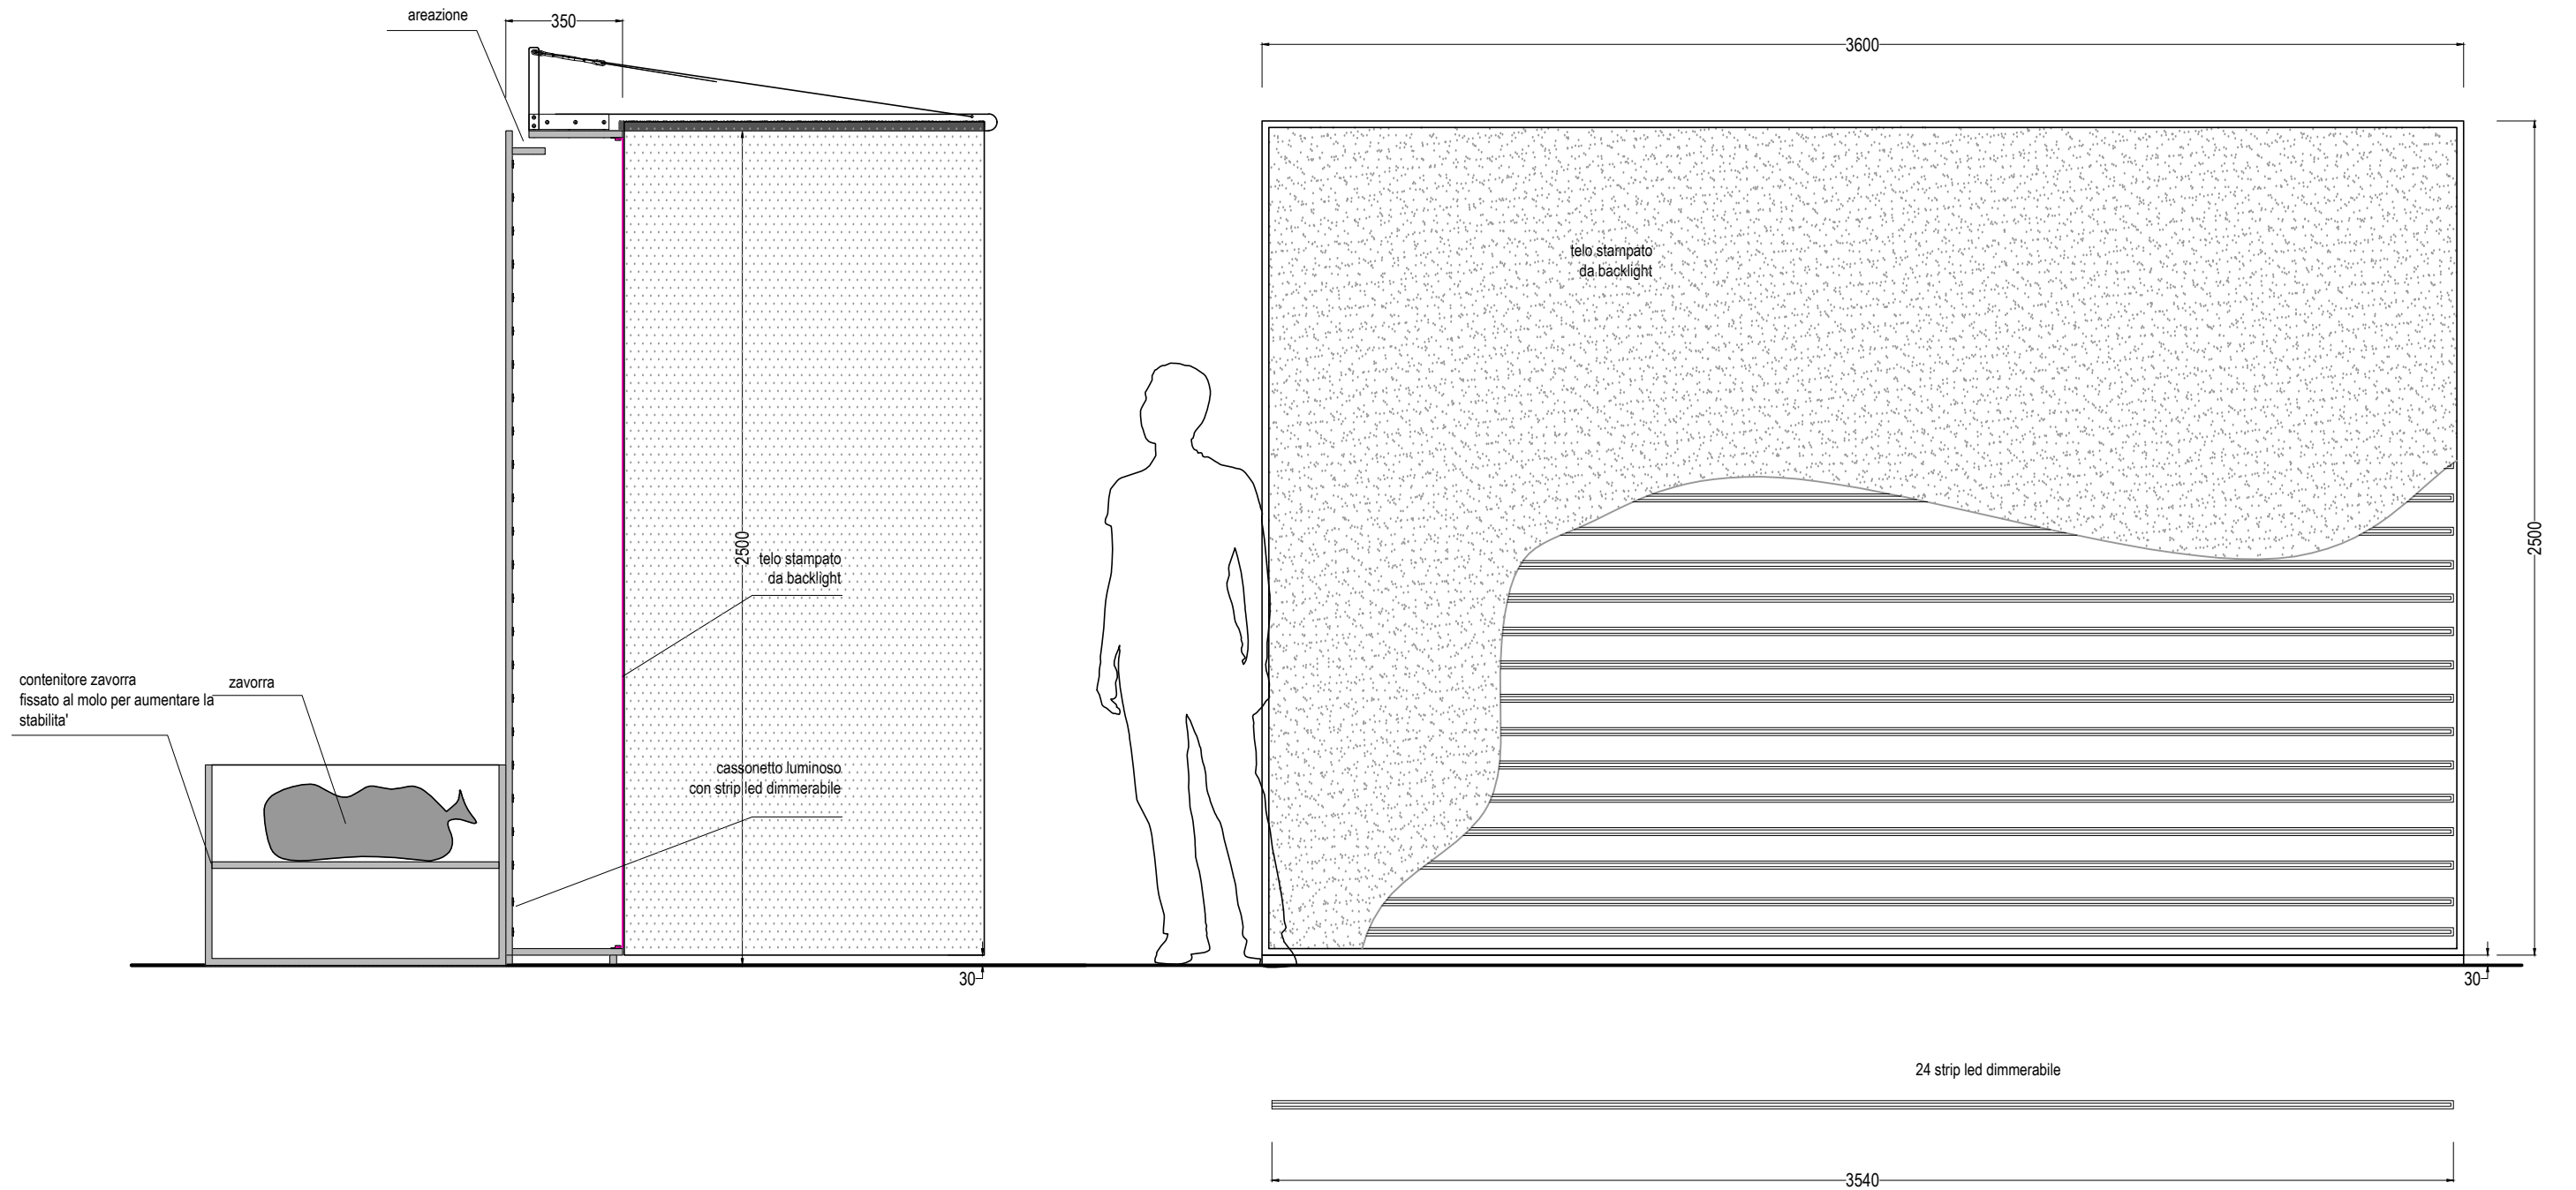 areazione
350
3600
telo stampato
da backlight
2500
telo stampato
da backlight
2500
contenitore zavorra
fissato al molo per aumentare la
stabilita'
zavorra
cassonetto luminoso
con strip led dimmerabile
30
30
24 strip led dimmerabile
3540